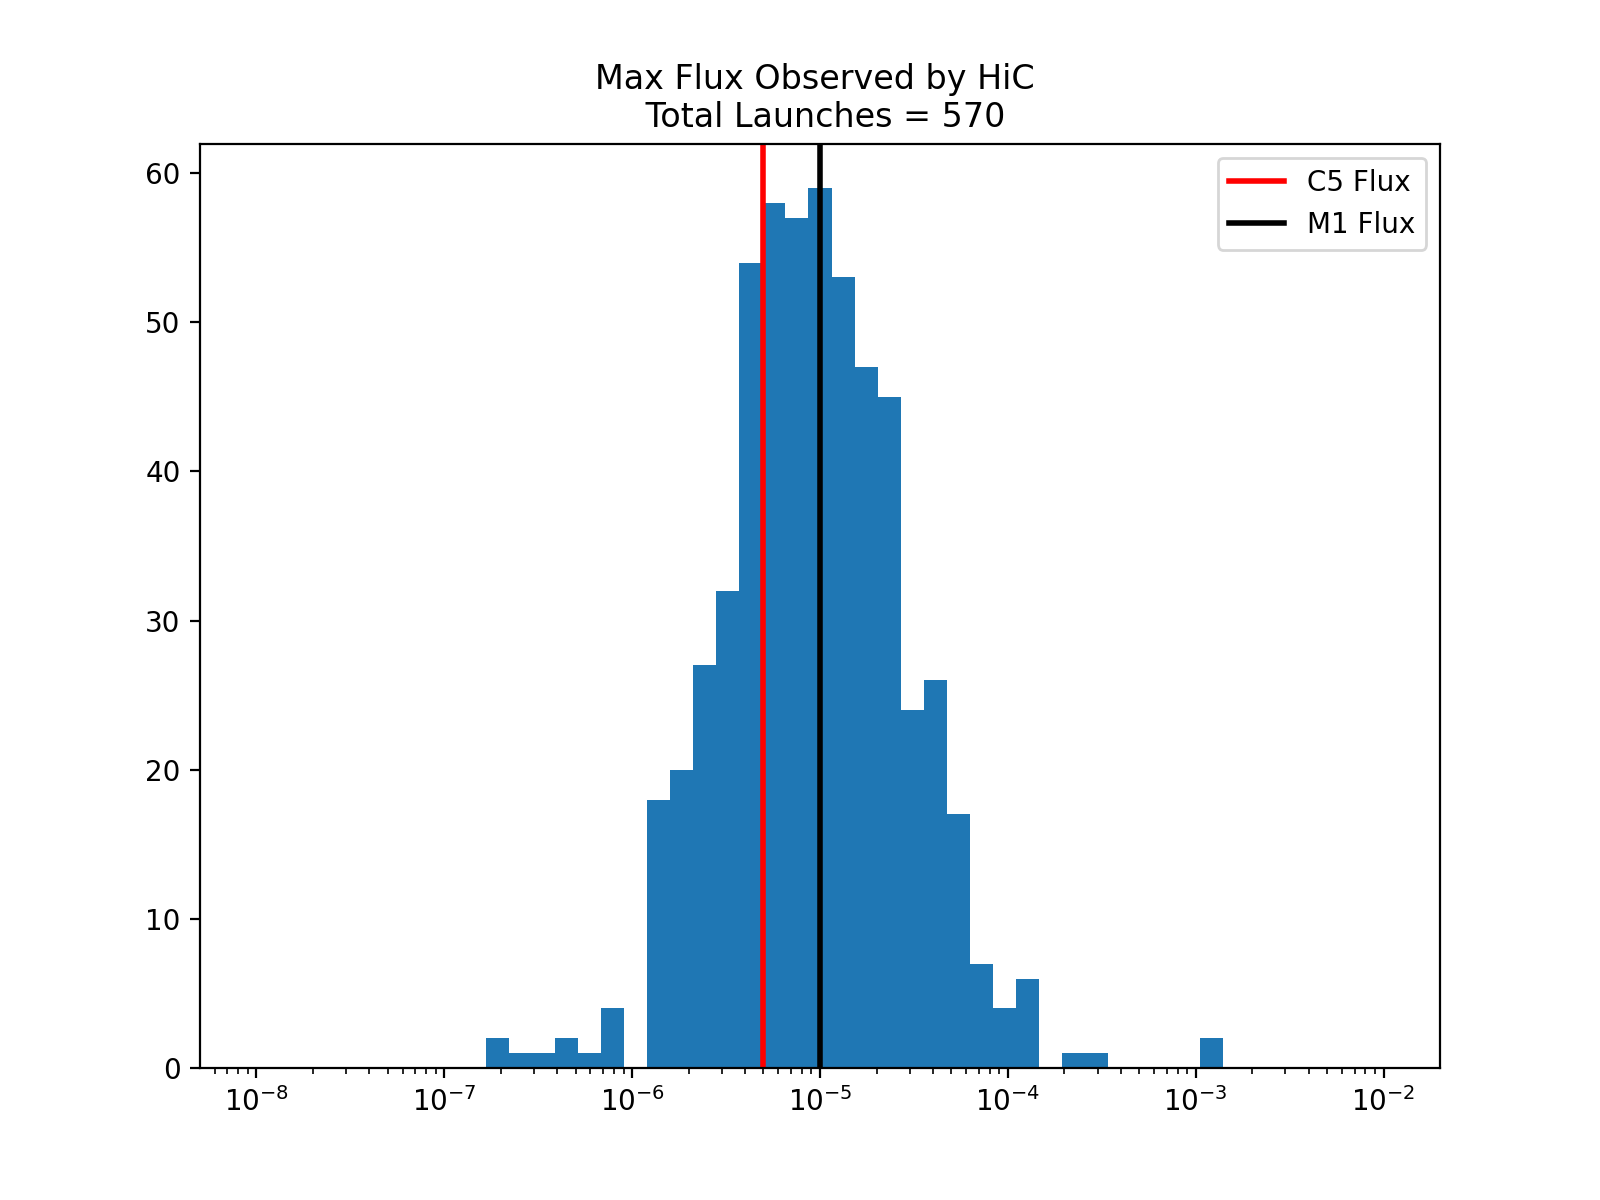 Max Flux Observed by HiC
Total Launches = 570
C5 Flux
M1 Flux
60
50
40
30
20
10
0
10⁻⁸ 10⁻⁷ 10⁻⁶ 10⁻⁵ 10⁻⁴ 10⁻³ 10⁻²